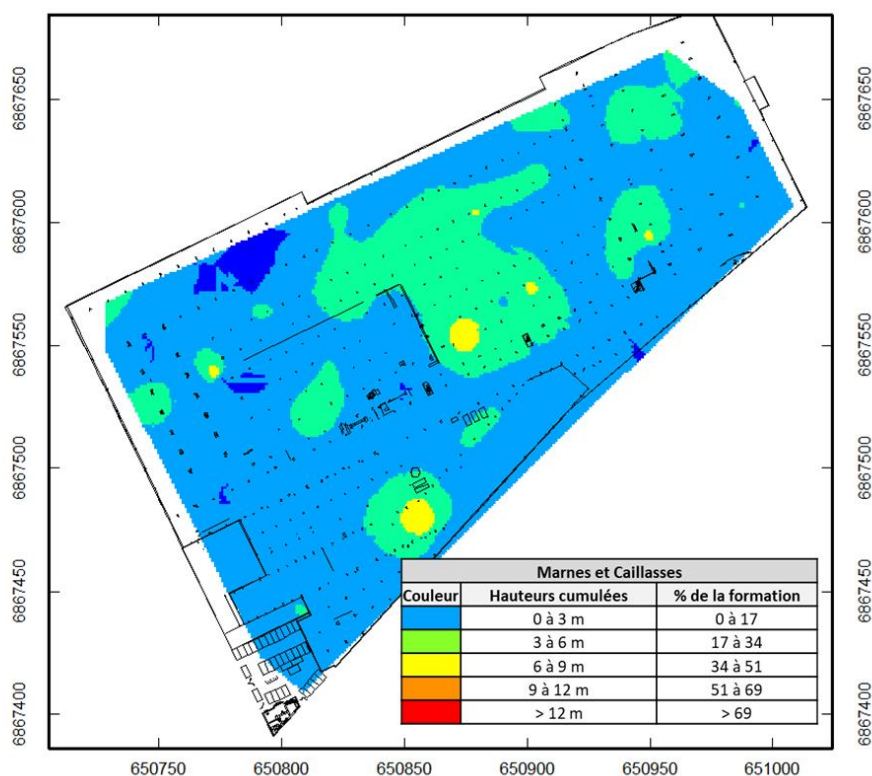 6867650
6867600
6867550
6867500
6867450
6867400
6867650
6867600
6867550
6867500
6867450
6867400
Marnes et Caillasses
Couleur Hauteurs cumulées % de la formation
0 à 3 m 0 à 17
3 à 6 m 17 à 34
6 à 9 m 34 à 51
9 à 12 m 51 à 69
> 12 m > 69
650750 650800 650850 650900 650950 651000